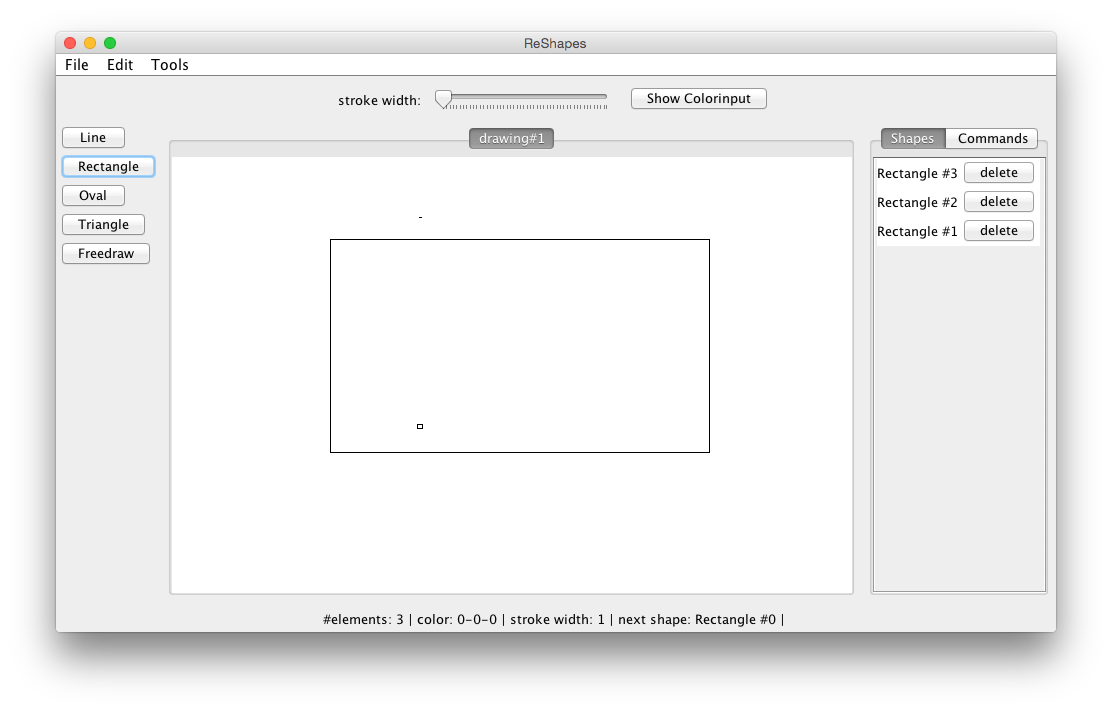 ReShapes
File Edit Tools
stroke width: Show Colorinput
Line
Rectangle
Oval
Triangle
Freedraw
drawing#1
Shapes Commands
Rectangle #3 delete
Rectangle #2 delete
Rectangle #1 delete
#elements: 3 | color: 0-0-0 | stroke width: 1 | next shape: Rectangle #0 |